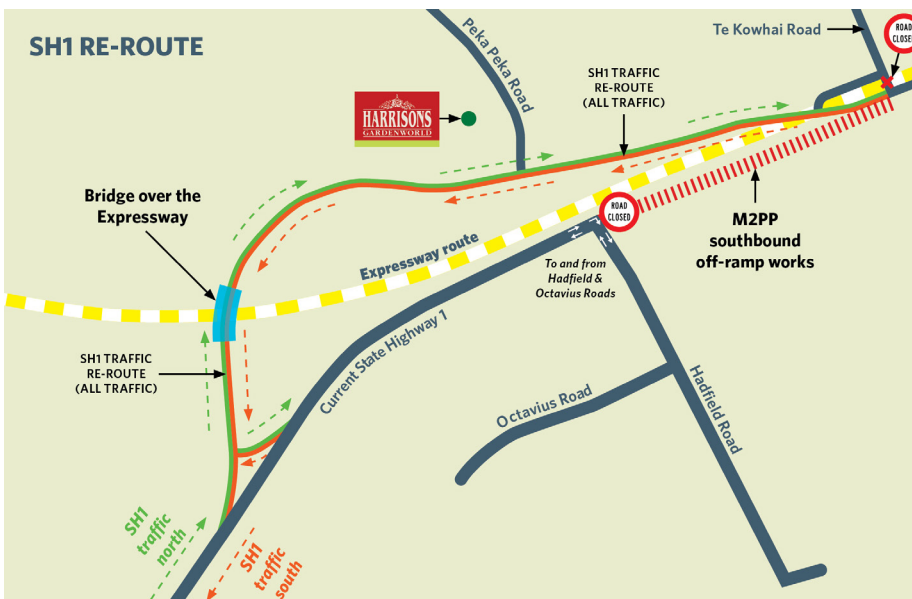 SH1 RE-ROUTE
Peka Peka Road
Te Kowhai Road
ROAD
CLOSED
SH1 TRAFFIC
RE-ROUTE
(ALL TRAFFIC)
HARRISONS
GARDENWORLD
Bridge over the
Expressway
ROAD
CLOSED
M2PP
southbound
off-ramp works
Expressway route
To and from
Hadfield &
Octavius Roads
SH1 TRAFFIC
RE-ROUTE
(ALL TRAFFIC)
Current State Highway 1
Octavius Road
Hadfield Road
SH1
traffic
north
SH1
traffic
south